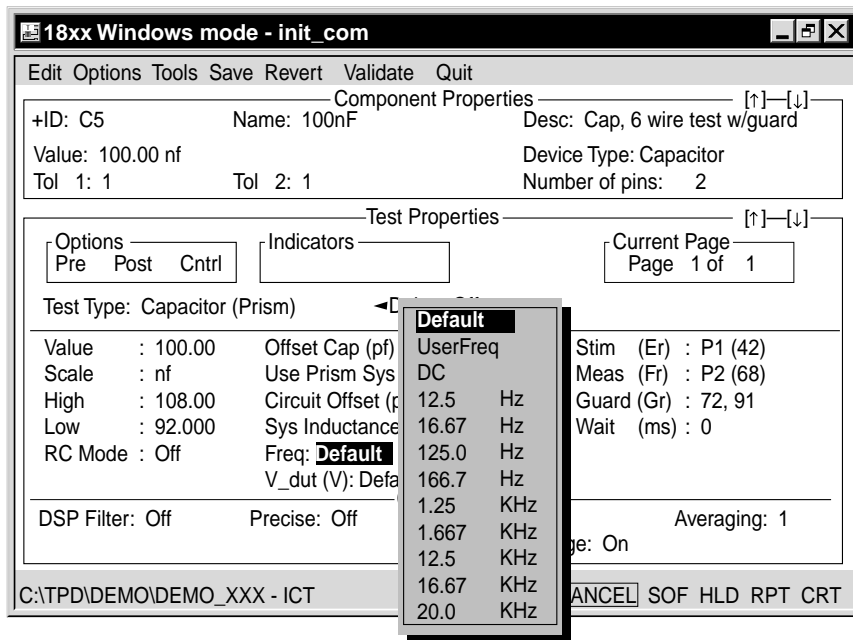 18xx Windows mode - init_com
Edit Options Tools Save Revert Validate Quit
Component Properties [↑]—[↓]
+ID: C5 Name: 100nF Desc: Cap, 6 wire test w/guard
Value: 100.00 nf Device Type: Capacitor
Tol 1: 1 Tol 2: 1 Number of pins: 2
Test Properties [↑]—[↓]
Options Indicators Current Page
Pre Post Cntrl Page 1 of 1
Test Type: Capacitor (Prism)
Value : 100.00 Offset Cap (pf) Stim (Er) : P1 (42)
Scale : nf Use Prism Sys Meas (Fr) : P2 (68)
High : 108.00 Circuit Offset (p Guard (Gr) : 72, 91
Low : 92.000 Sys Inductance Wait (ms) : 0
RC Mode : Off Freq: Default
V_dut (V): Defa
DSP Filter: Off Precise: Off Averaging: 1
ge: On
Default
UserFreq
DC
12.5 Hz
16.67 Hz
125.0 Hz
166.7 Hz
1.25 KHz
1.667 KHz
12.5 KHz
16.67 KHz
20.0 KHz
C:\TPD\DEMO\DEMO_XXX - ICT ANCEL SOF HLD RPT CRT